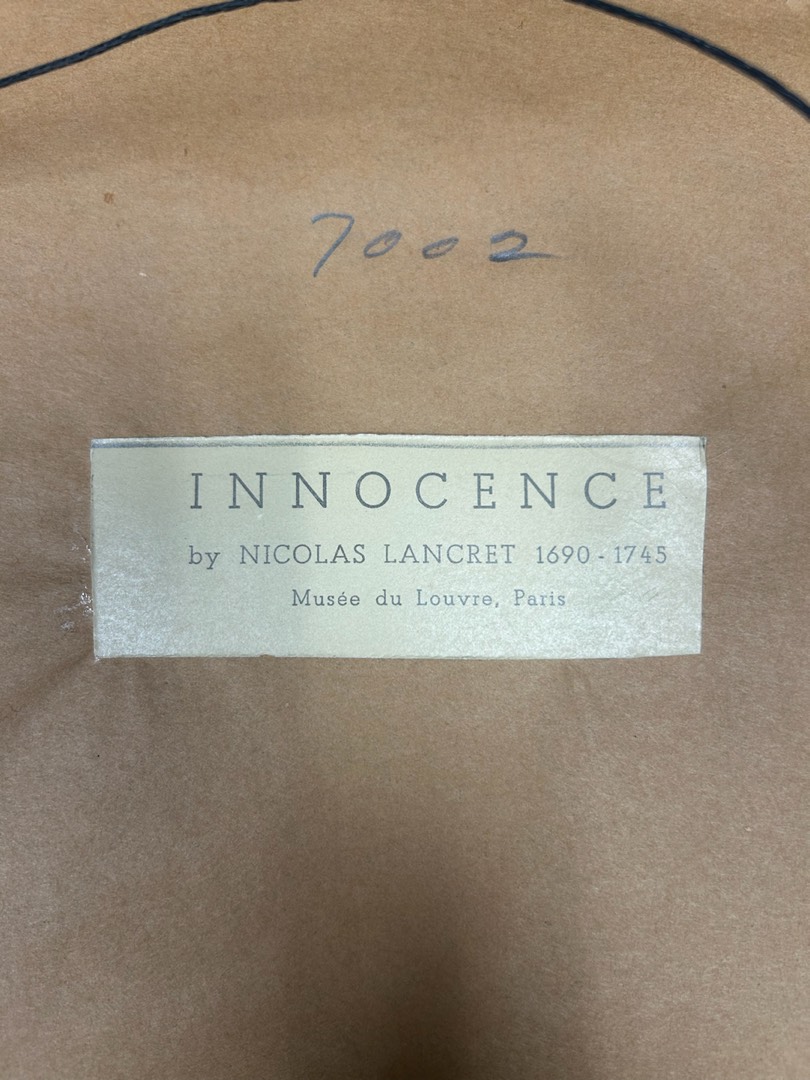 7002
INNOCENCE
by NICOLAS LANCRET 1690-1745
Musée du Louvre, Paris